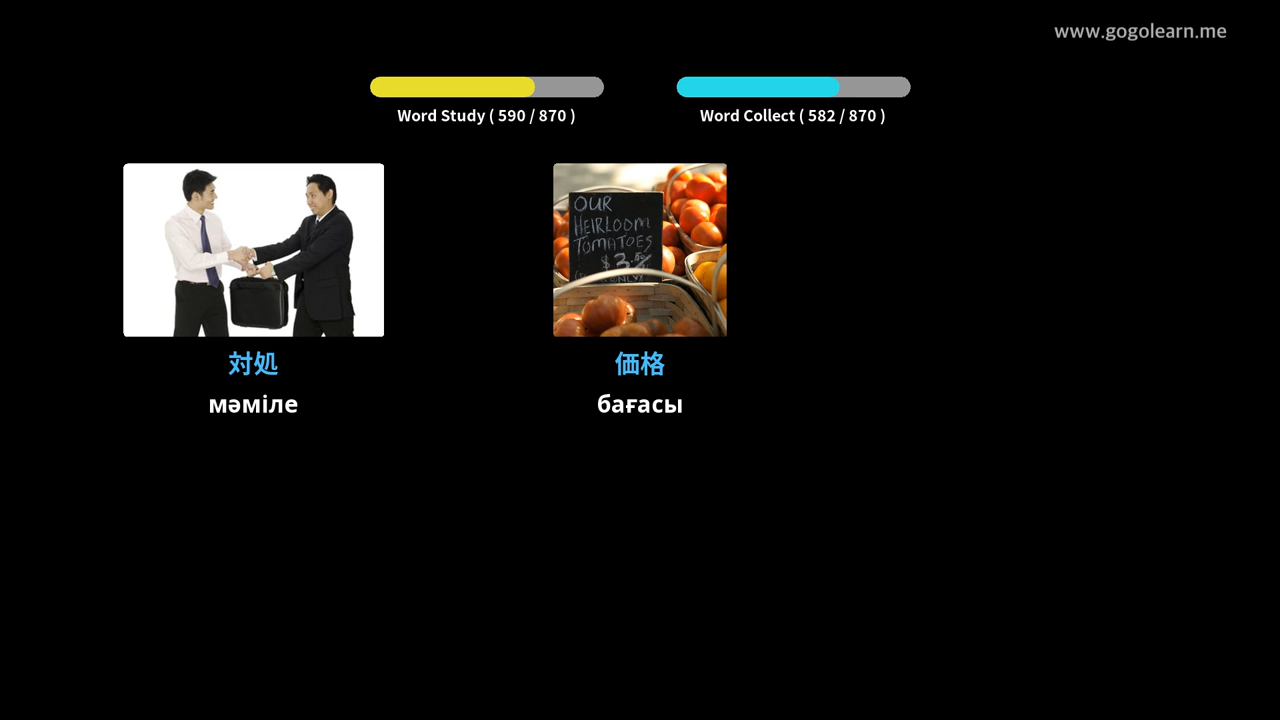 www.gogolearn.me
Word Study ( 590 / 870 )
Word Collect ( 582 / 870 )
OUR
HEIRLOOM
TOMATOES
対処
価格
мәміле
бағасы